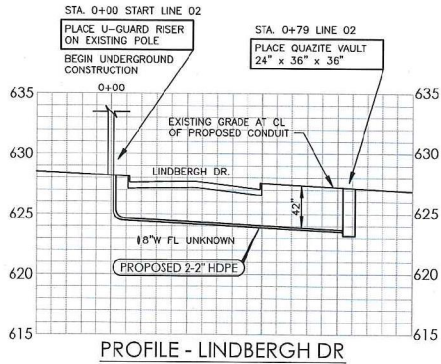 STA. 0+00 START LINE 02
PLACE U-GUARD RISER
ON EXISTING POLE
BEGIN UNDERGROUND
CONSTRUCTION
0+00
STA. 0+79 LINE 02
PLACE QUAZITE VAULT
24" x 36" x 36"
635
635
EXISTING GRADE AT CL
OF PROPOSED CONDUIT
630
630
LINDBERGH DR.
625
625
42"
8"W FL UNKNOWN
PROPOSED 2-2" HDPE
620
620
615
615
PROFILE - LINDBERGH DR